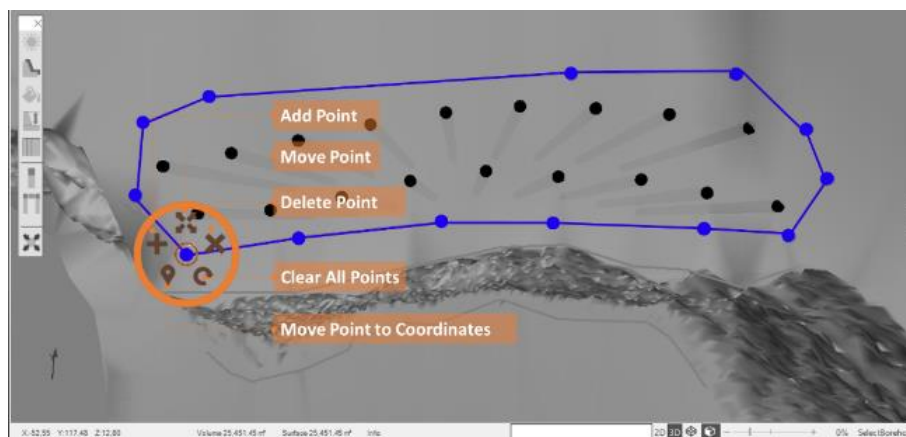 Add Point
Move Point
Delete Point
Clear All Points
Move Point to Coordinates
X:-52,55 Y:117,48 Z:12,80 Volume 25,451.45 m³ Surface 25,451.45 m² Info: 2D 3D 0% SelectBoreho